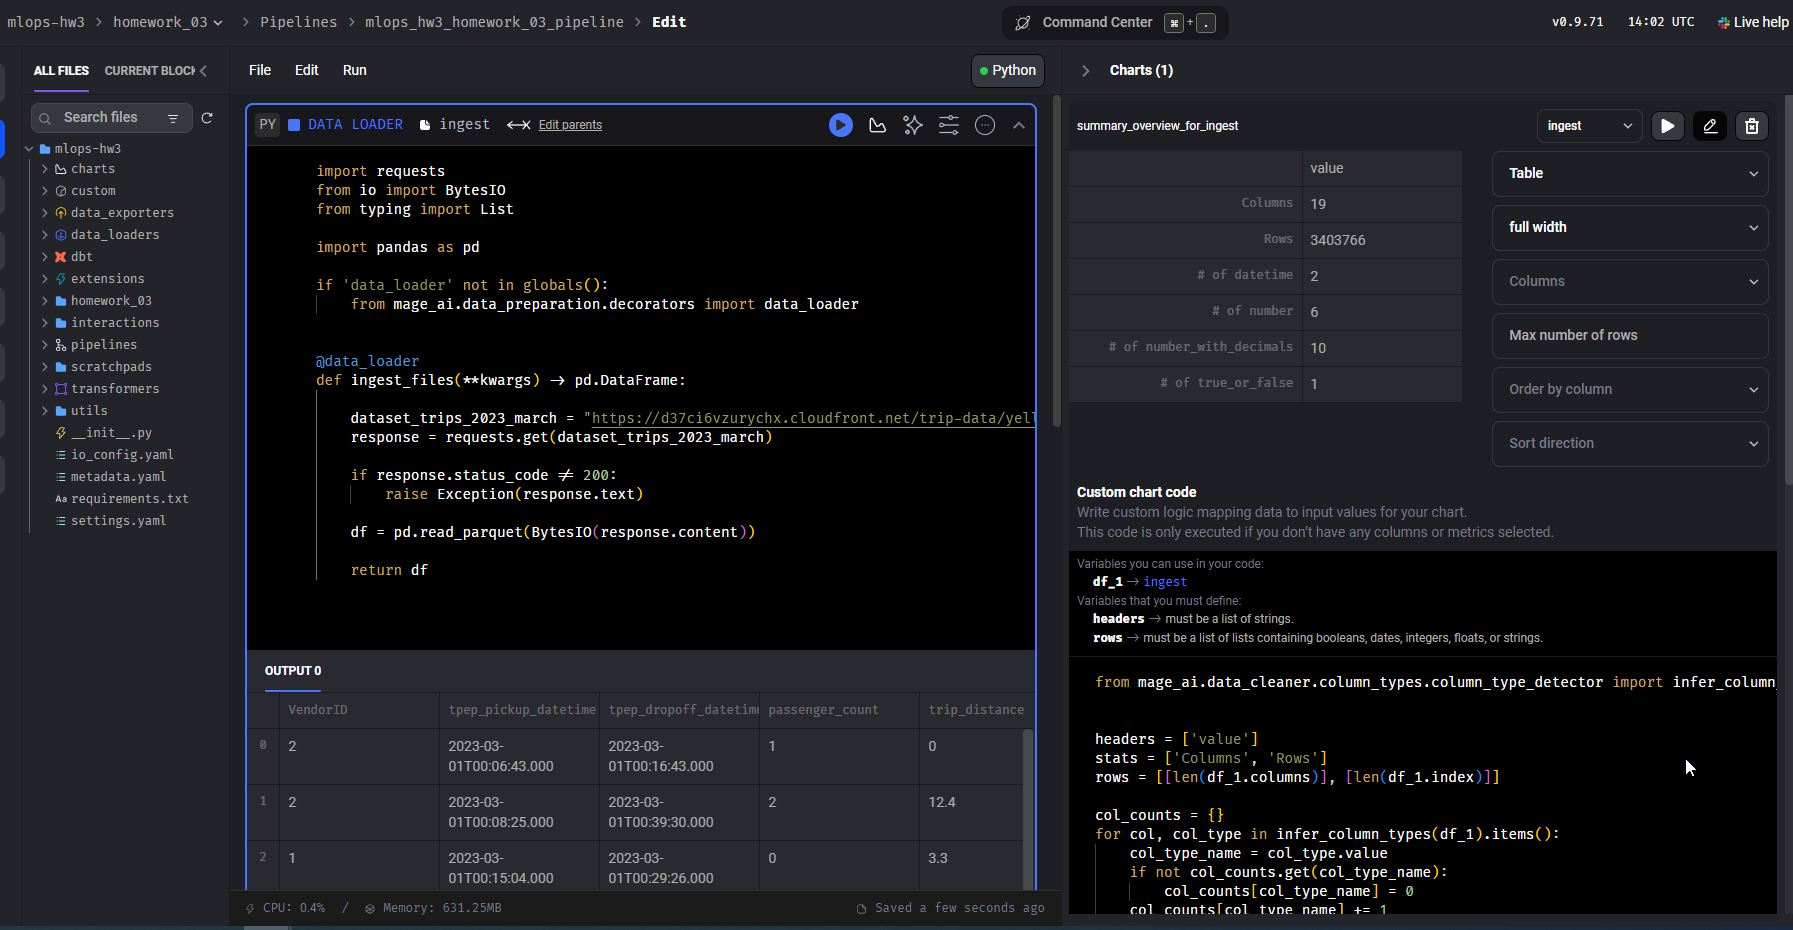 mlops-hw3 > homework_03 > Pipelines > mlops_hw3_homework_03_pipeline > Edit
Command Center ⌘ + .
v0.9.71 14:02 UTC Live help
ALL FILES CURRENT BLOCK
Search files
mlops-hw3
charts
custom
data_exporters
data_loaders
dbt
extensions
homework_03
interactions
pipelines
scratchpads
transformers
utils
__init__.py
io_config.yaml
metadata.yaml
Aa requirements.txt
settings.yaml
File Edit Run
Python
PY DATA LOADER ingest Edit parents
import requests
from io import BytesIO
from typing import List
import pandas as pd
if 'data_loader' not in globals():
from mage_ai.data_preparation.decorators import data_loader
@data_loader
def ingest_files(**kwargs) -> pd.DataFrame:
dataset_trips_2023_march = "https://d37ci6vzurychx.cloudfront.net/trip-data/yell
response = requests.get(dataset_trips_2023_march)
if response.status_code != 200:
raise Exception(response.text)
df = pd.read_parquet(BytesIO(response.content))
return df
OUTPUT 0
VendorID tpep_pickup_datetime tpep_dropoff_datetime passenger_count trip_distance
0 2 2023-03-01T00:06:43.000 2023-03-01T00:16:43.000 1 0
1 2 2023-03-01T00:08:25.000 2023-03-01T00:39:30.000 2 12.4
2 1 2023-03-01T00:15:04.000 2023-03-01T00:29:26.000 0 3.3
CPU: 0.4% / Memory: 631.25MB
Saved a few seconds ago
Charts (1)
summary_overview_for_ingest
ingest
value
Columns 19
Rows 3403766
# of datetime 2
# of number 6
# of number_with_decimals 10
# of true_or_false 1
Table
full width
Columns
Max number of rows
Order by column
Sort direction
Custom chart code
Write custom logic mapping data to input values for your chart.
This code is only executed if you don't have any columns or metrics selected.
Variables you can use in your code:
df_1 → ingest
Variables that you must define:
headers → must be a list of strings.
rows → must be a list of lists containing booleans, dates, integers, floats, or strings.
from mage_ai.data_cleaner.column_types.column_type_detector import infer_column_
headers = ['value']
stats = ['Columns', 'Rows']
rows = [[len(df_1.columns)], [len(df_1.index)]]
col_counts = {}
for col, col_type in infer_column_types(df_1).items():
col_type_name = col_type.value
if not col_counts.get(col_type_name):
col_counts[col_type_name] = 0
col_counts[col_type_name] += 1